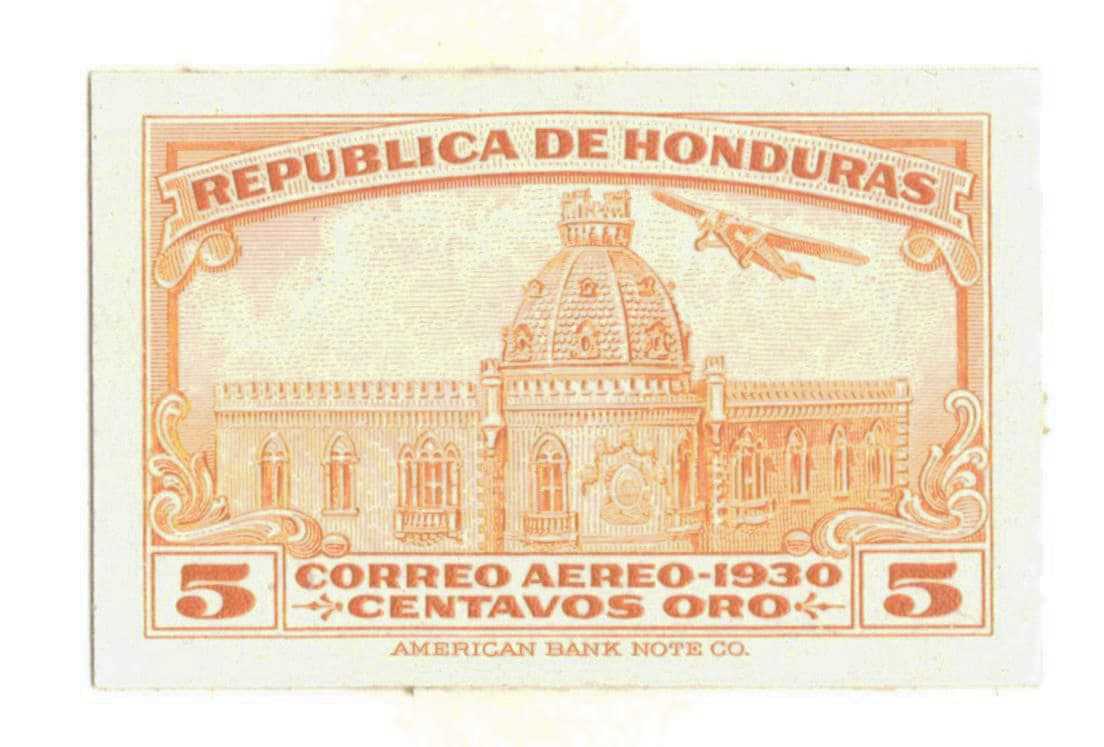 REPUBLICA DE HONDURAS
5 CORREO AEREO-1930 5
CENTAVOS ORO
AMERICAN BANK NOTE CO.